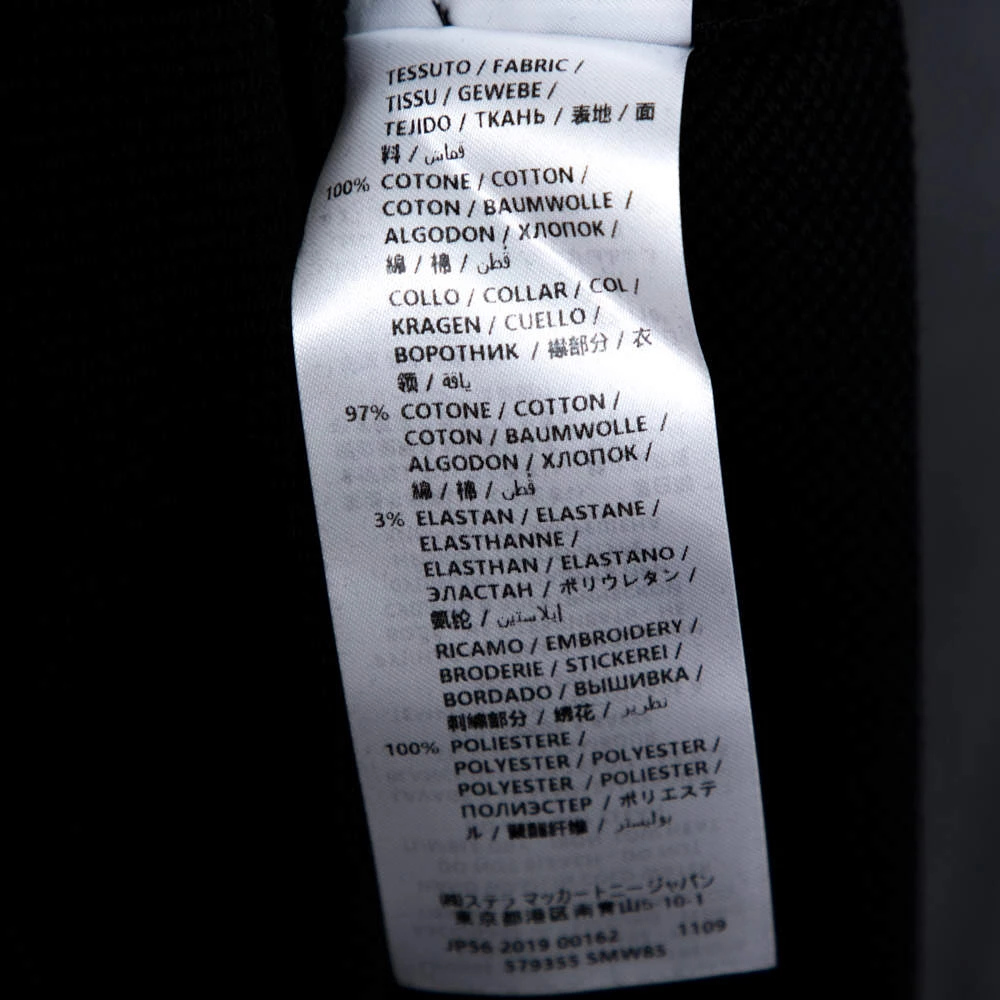 TESSUTO / FABRIC /
TISSU / GEWEBE /
TEJIDO / ТКАНЬ / 表地 / 面
料 / قماش
100% COTONE / COTTON /
COTON / BAUMWOLLE /
ALGODON / ХЛОПОК /
綿 / 棉 / قطن
COLLO / COLLAR / COL /
KRAGEN / CUELLO /
ВОРОТНИК / 襟部分 / 衣
领 / ياقة
97% COTONE / COTTON /
COTON / BAUMWOLLE /
ALGODON / ХЛОПОК /
綿 / 棉 / قطن
3% ELASTAN / ELASTANE /
ELASTHANNE /
ELASTHAN / ELASTANO /
ЭЛАСТАН / ポリウレタン /
氨纶 / إيلاستين
RICAMO / EMBROIDERY /
BRODERIE / STICKEREI /
BORDADO / ВЫШИВКА /
刺繍部分 / 绣花 / تطريز
100% POLIESTERE /
POLYESTER / POLYESTER /
POLYESTER / POLIESTER /
ПОЛИЭСТЕР / ポリエステ
ル / 聚酯纤维 / بوليستر
㈱ステラ マッカートニー ジャパン
東京都港区南青山5-10-1
JP56 2019 00162 1109
579355 SMW85